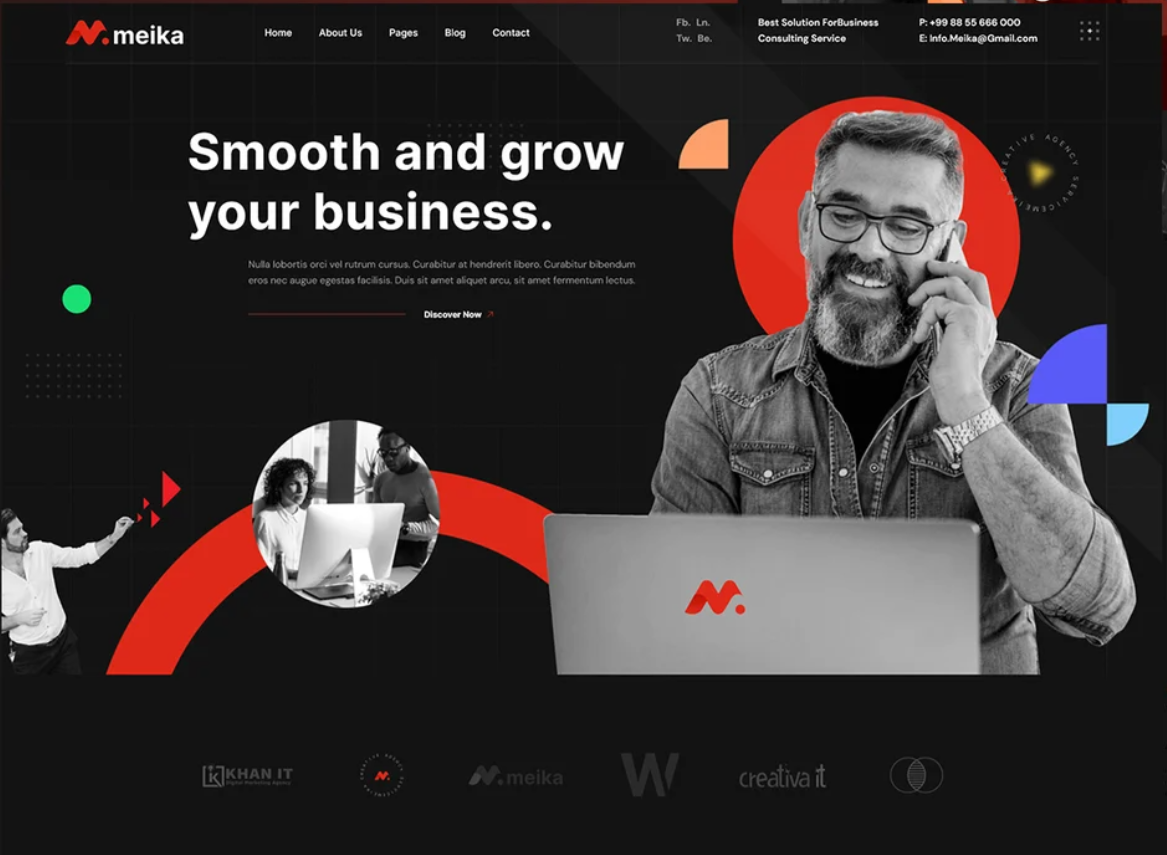 meika
Home About Us Pages Blog Contact
Fb. Ln.
Tw. Be.
Best Solution ForBusiness
Consulting Service
P: +99 88 55 666 000
E: Info.Meika@Gmail.com
Smooth and grow
your business.
CREATIVE AGENCY
Nulla lobortis orci vel rutrum cursus. Curabitur at hendrerit libero. Curabitur bibendum
eros nec augue egestas facilisis. Duis sit amet aliquet arcu, sit amet fermentum lectus.
Discover Now
KHAN IT
Digital Marketing Agency
meika
W
creativa it